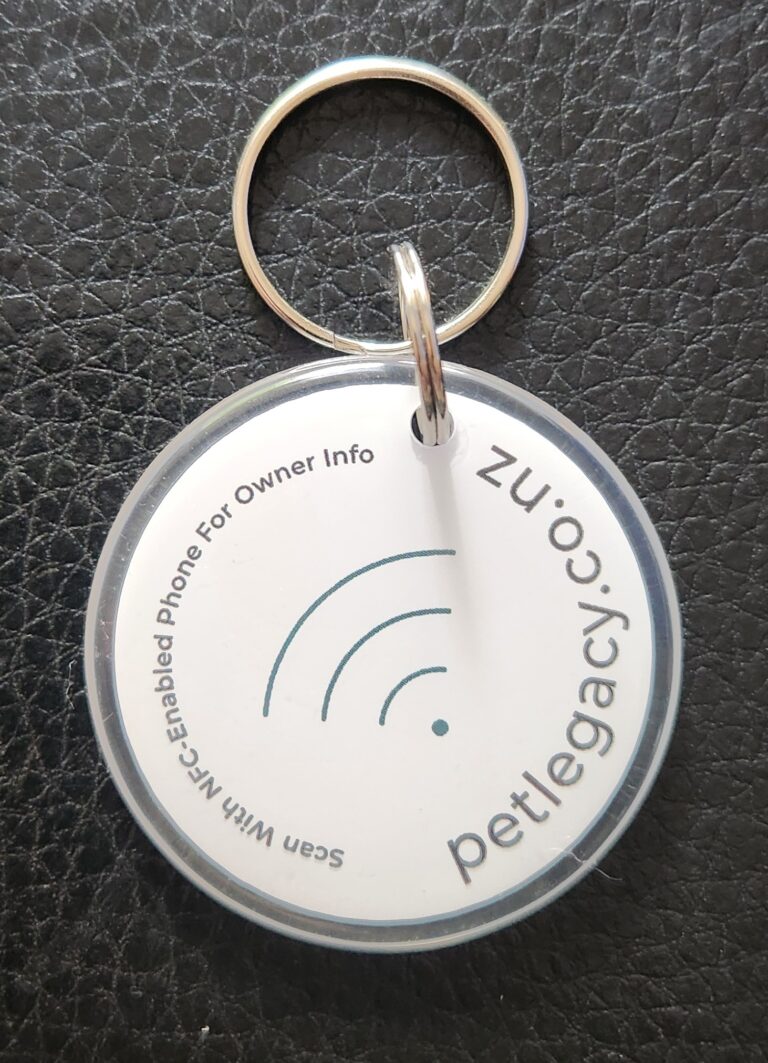 Scan With NFC-Enabled Phone For Owner Info
petlegacy.co.nz